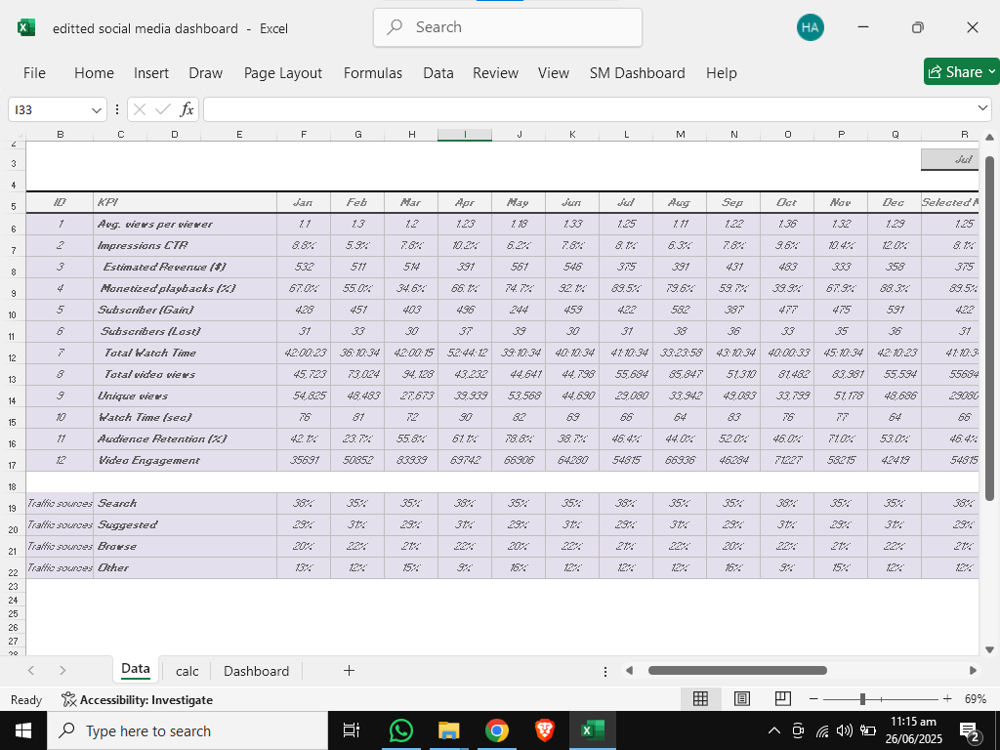 editted social media dashboard - Excel
Search
HA
File Home Insert Draw Page Layout Formulas Data Review View SM Dashboard Help
Share
I33
fx
B C D E F G H I J K L M N O P Q R
2
3 Jul
4
5 ID KPI Jan Feb Mar Apr May Jun Jul Aug Sep Oct Nov Dec Selected
6 1 Avg. views per viewer 1.1 1.3 1.2 1.23 1.18 1.33 1.25 1.11 1.22 1.36 1.32 1.29 1.25
7 2 Impressions CTR 8.8% 5.9% 7.8% 10.2% 6.2% 7.8% 8.1% 6.3% 7.8% 9.6% 10.4% 12.0% 8.1%
8 3 Estimated Revenue ($) 532 511 514 391 561 546 375 391 431 483 333 358 375
9 4 Monetized playbacks (%) 67.0% 55.0% 34.6% 66.1% 74.7% 92.1% 89.5% 79.6% 59.7% 39.9% 67.9% 88.3% 89.5%
10 5 Subscriber (Gain) 428 451 403 496 244 459 422 582 387 477 475 591 422
11 6 Subscribers (Lost) 31 33 30 37 39 30 31 38 36 33 35 36 31
12 7 Total Watch Time 42:00:23 36:10:34 42:00:15 52:44:12 39:10:34 40:10:34 41:10:34 33:23:58 43:10:34 40:00:33 45:10:34 42:10:23 41:10:3
13 8 Total video views 45,723 73,024 94,128 43,232 44,641 44,798 55,684 85,847 51,310 81,482 83,981 55,594 55684
14 9 Unique views 54,825 48,483 27,673 39,939 53,568 44,690 29,080 33,942 49,083 33,799 51,178 48,686 29080
15 10 Watch Time (sec) 76 81 72 90 82 69 66 64 83 76 77 64 66
16 11 Audience Retention (%) 42.1% 23.7% 55.8% 61.1% 78.8% 38.7% 46.4% 44.0% 52.0% 46.0% 71.0% 53.0% 46.4%
17 12 Video Engagement 35691 50852 83939 69742 66906 64280 54815 66936 46284 71227 58215 42419 54815
18
19 Traffic sources Search 38% 35% 35% 38% 35% 35% 38% 35% 35% 38% 35% 35% 38%
20 Traffic sources Suggested 29% 31% 29% 31% 29% 31% 29% 31% 29% 31% 29% 31% 29%
21 Traffic sources Browse 20% 22% 21% 22% 20% 22% 21% 22% 20% 22% 21% 22% 21%
22 Traffic sources Other 13% 12% 15% 9% 16% 12% 12% 12% 16% 9% 15% 12% 12%
23
24
25
26
27
28
Data calc Dashboard
Ready Accessibility: Investigate 69%
Type here to search
11:15 am
26/06/2025
2